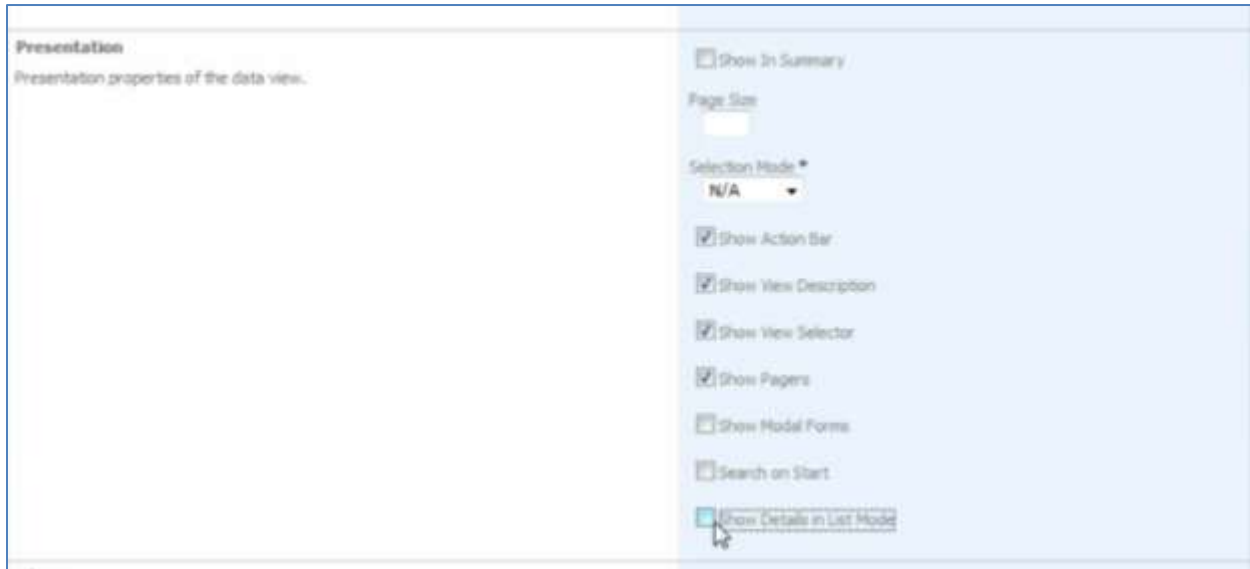 Presentation
Presentation properties of the data view.
Show In Summary
Page Size
Selection Mode *
N/A
Show Action Bar
Show View Description
Show View Selector
Show Pagers
Show Modal Forms
Search on Start
Show Details in List Mode